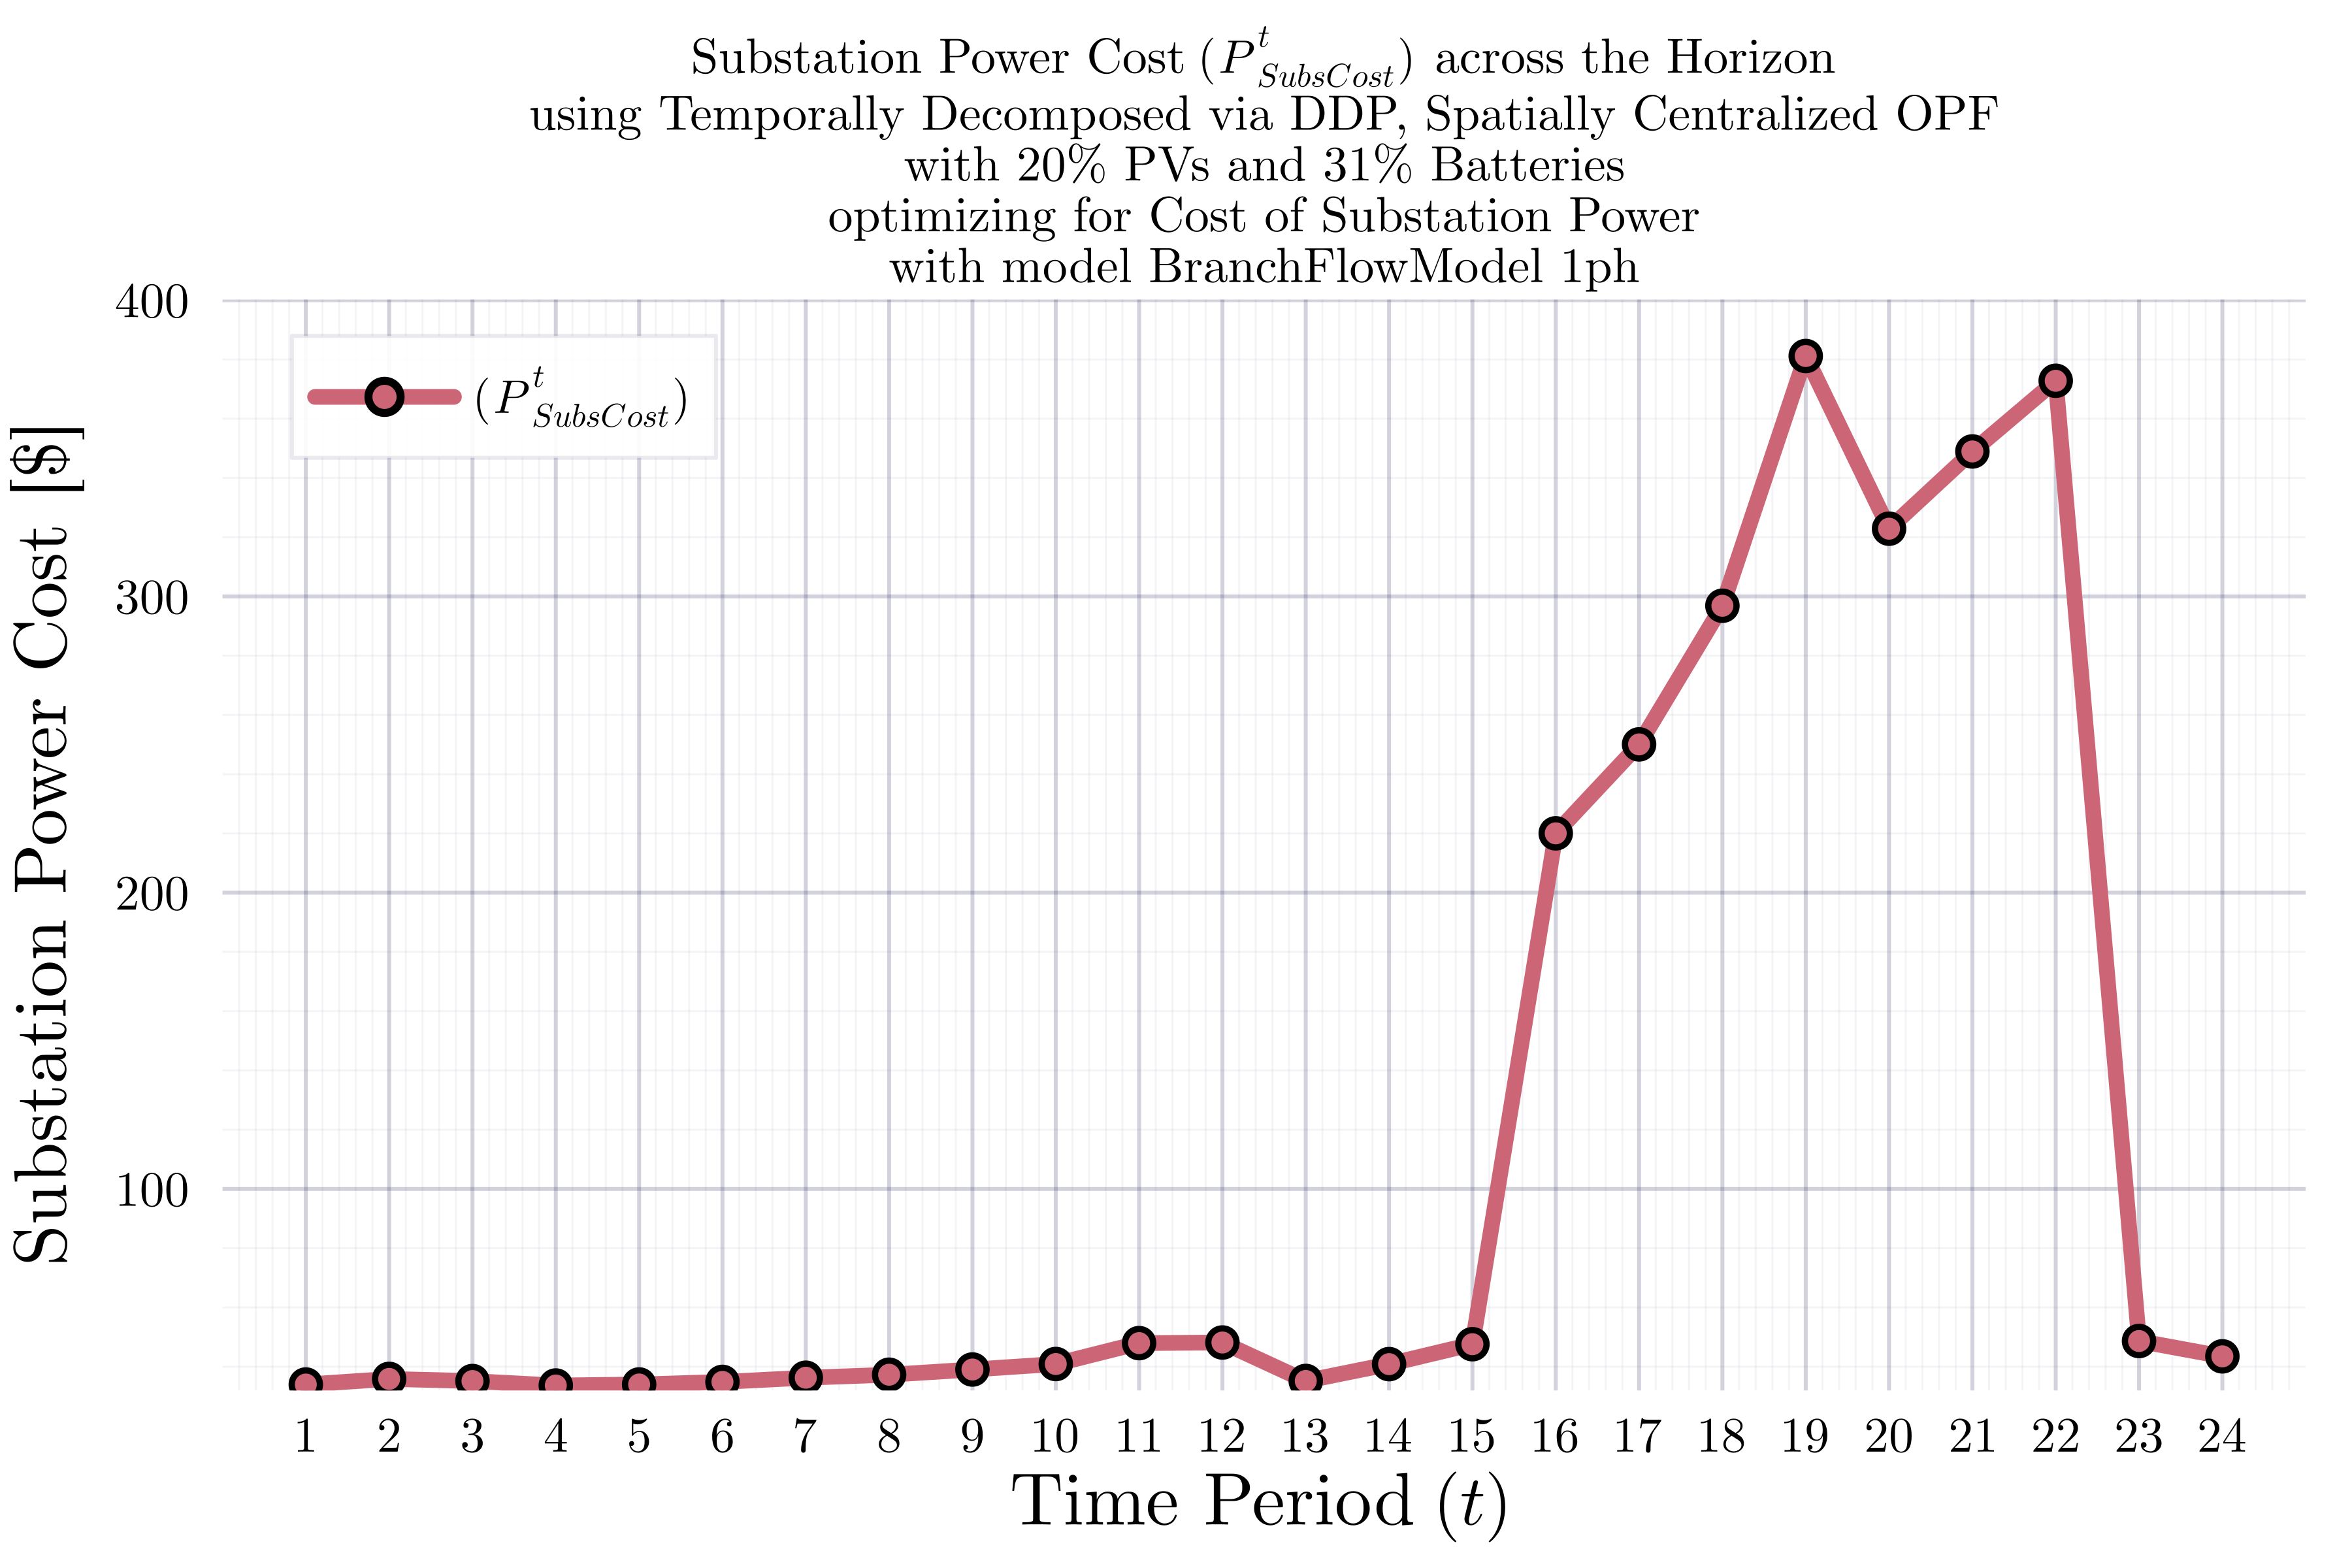 Substation Power Cost (P^t_SubsCost) across the Horizon
using Temporally Decomposed via DDP, Spatially Centralized OPF
with 20% PVs and 31% Batteries
optimizing for Cost of Substation Power
with model BranchFlowModel 1ph
(P^t_SubsCost)
Substation Power Cost [$]
400
300
200
100
1 2 3 4 5 6 7 8 9 10 11 12 13 14 15 16 17 18 19 20 21 22 23 24
Time Period (t)